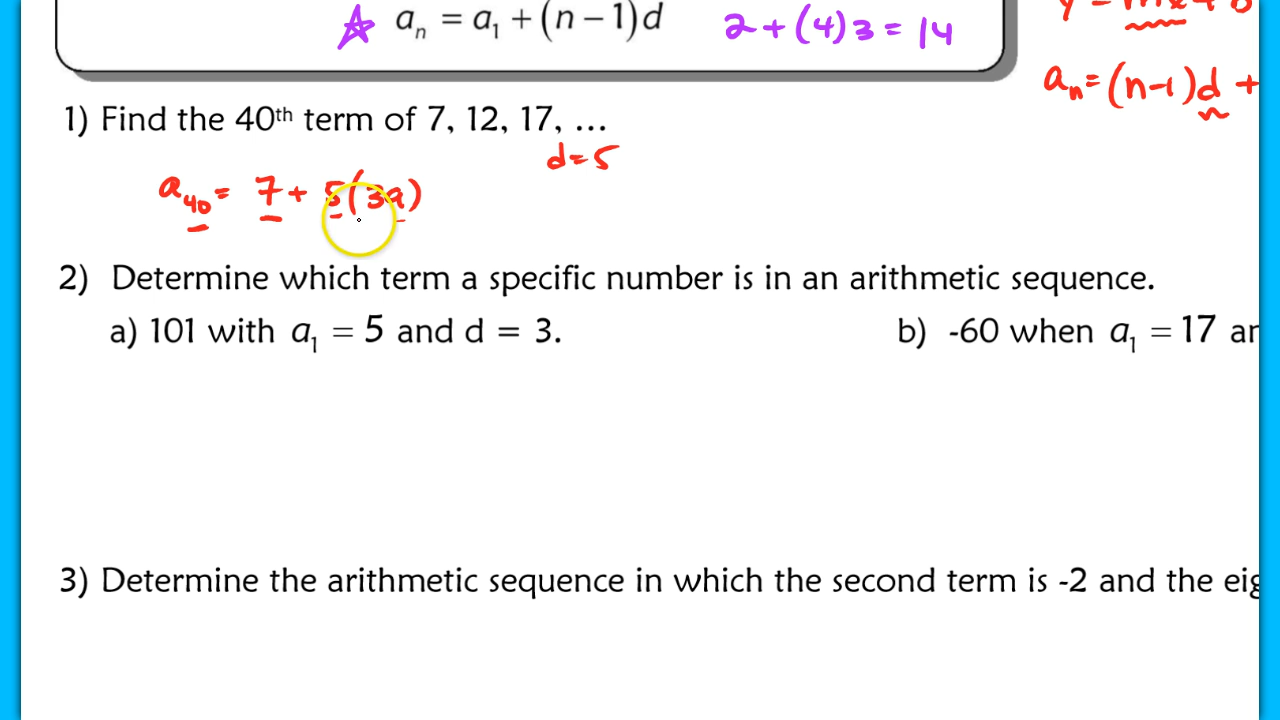 aₙ = a₁ + (n – 1)d 2+(4)3=14
aₙ=(n-1)d +
1) Find the 40th term of 7, 12, 17, ...
d=5
a₄₀= 7+ 5(39)
2) Determine which term a specific number is in an arithmetic sequence.
a) 101 with a₁ = 5 and d = 3. b) -60 when a₁ = 17
3) Determine the arithmetic sequence in which the second term is -2 and the